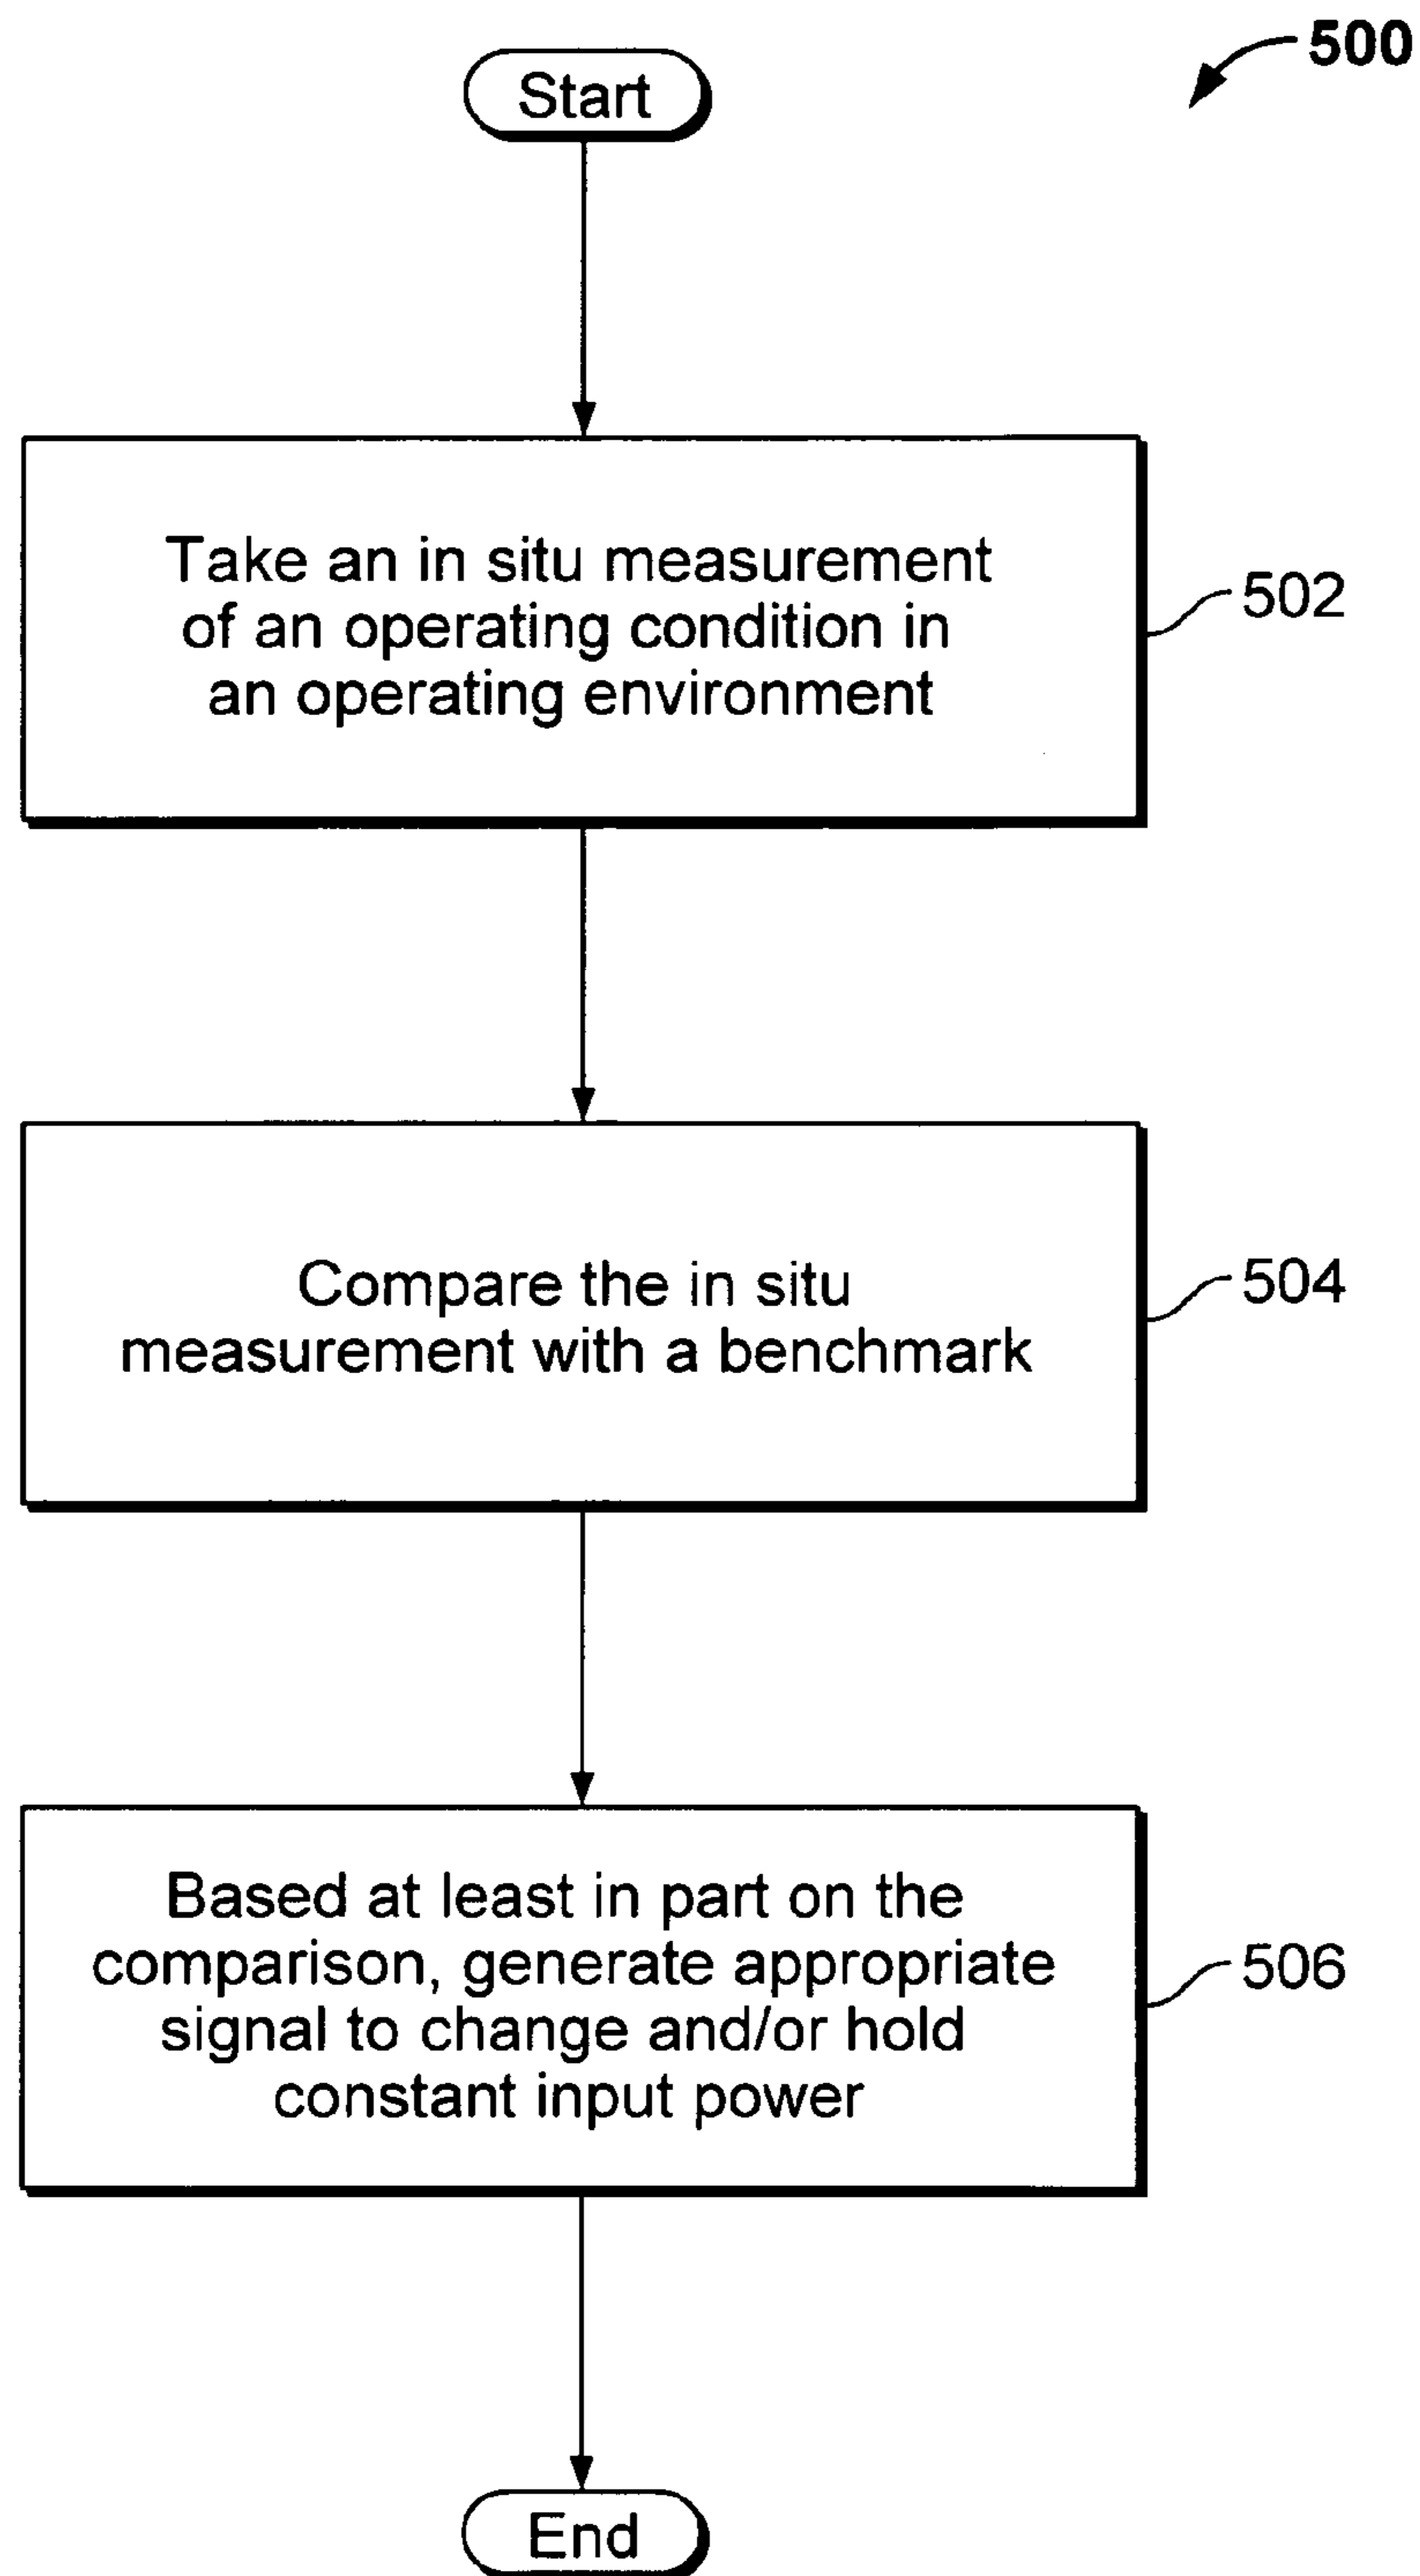 500
Start
Take an in situ measurement
of an operating condition in
an operating environment
502
Compare the in situ
measurement with a benchmark
504
Based at least in part on the
comparison, generate appropriate
signal to change and/or hold
constant input power
506
End